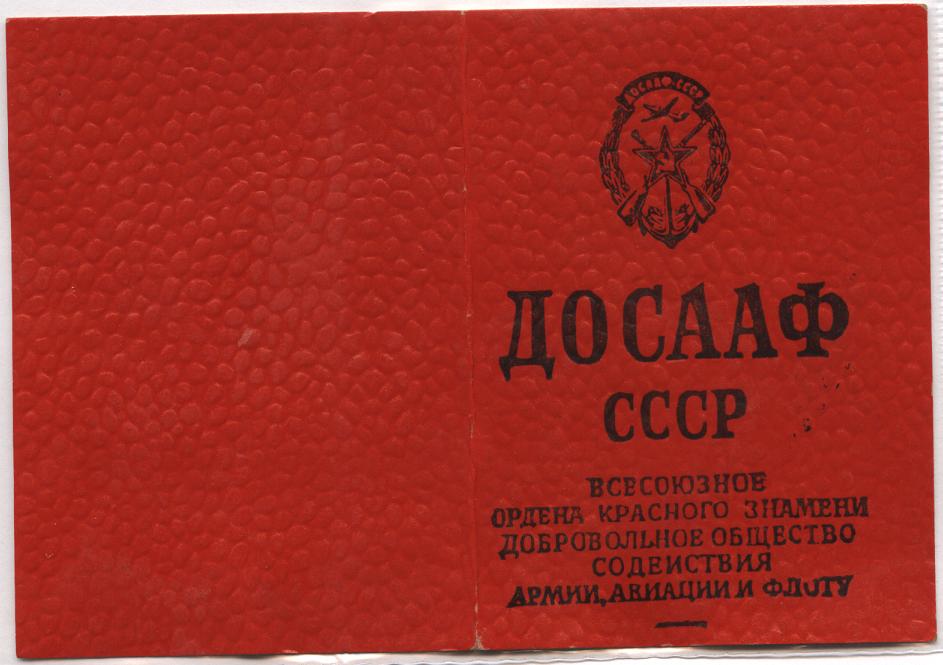 ДОСААФ СССР
ДОСААФ
СССР
ВСЕСОЮЗНОЕ
ОРДЕНА КРАСНОГО ЗНАМЕНИ
ДОБРОВОЛЬНОЕ ОБЩЕСТВО
СОДЕЙСТВИЯ
АРМИИ, АВИАЦИИ И ФЛОТУ